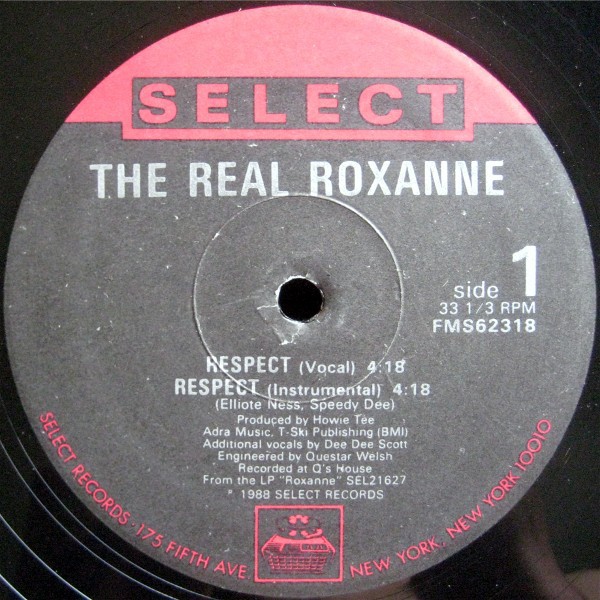 SELECT
THE REAL ROXANNE
side 1
33 1/3 RPM
FMS62318
RESPECT (Vocal) 4:18
RESPECT (Instrumental) 4:18
(Elliote Ness, Speedy Dee)
Produced by Howie Tee
Adra Music, T-Ski Publishing (BMI)
Additional vocals by Dee Dee Scott
Engineered by Questar Welsh
Recorded at Q's House
From the LP "Roxanne" SEL21627
℗ 1988 SELECT RECORDS
SELECT RECORDS · 175 FIFTH AVE. NEW YORK, NEW YORK 10010